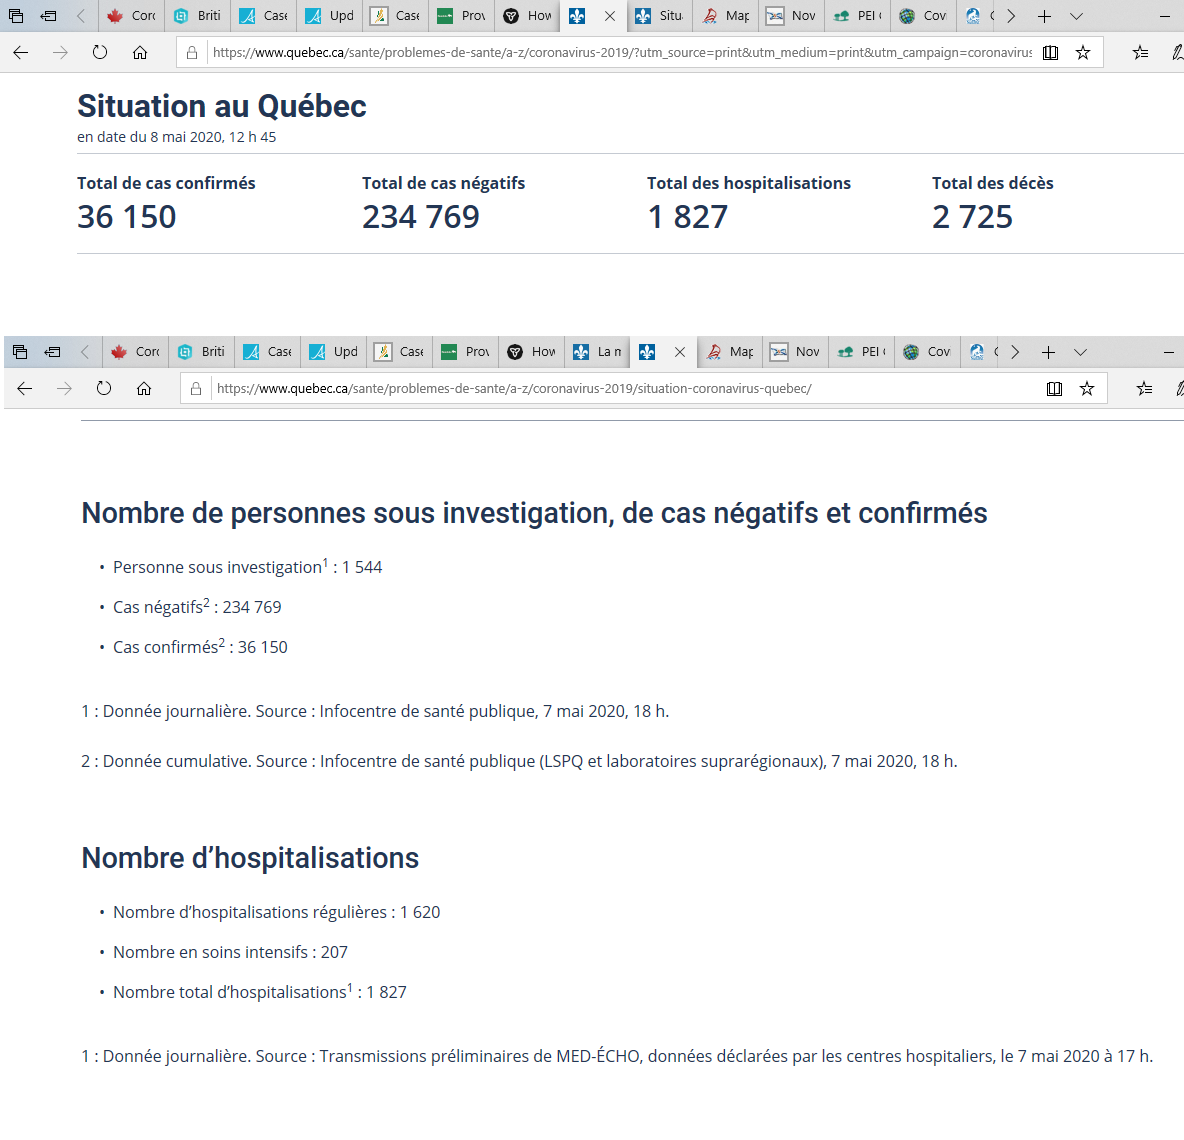 Corc
Briti
Case
Upd
Case
Prov
How
Situ
Map
Nov
PEI
Cov
https://www.quebec.ca/sante/problemes-de-sante/a-z/coronavirus-2019/?utm_source=print&utm_medium=print&utm_campaign=coronavirus
Situation au Québec
en date du 8 mai 2020, 12 h 45
Total de cas confirmés
36 150
Total de cas négatifs
234 769
Total des hospitalisations
1 827
Total des décès
2 725
Corc
Briti
Case
Upd
Case
Prov
How
La m
Map
Nov
PEI
Cov
https://www.quebec.ca/sante/problemes-de-sante/a-z/coronavirus-2019/situation-coronavirus-quebec/
Nombre de personnes sous investigation, de cas négatifs et confirmés
• Personne sous investigation1 : 1 544
• Cas négatifs2 : 234 769
• Cas confirmés2 : 36 150
1 : Donnée journalière. Source : Infocentre de santé publique, 7 mai 2020, 18 h.
2 : Donnée cumulative. Source : Infocentre de santé publique (LSPQ et laboratoires suprarégionaux), 7 mai 2020, 18 h.
Nombre d’hospitalisations
• Nombre d’hospitalisations régulières : 1 620
• Nombre en soins intensifs : 207
• Nombre total d’hospitalisations1 : 1 827
1 : Donnée journalière. Source : Transmissions préliminaires de MED-ÉCHO, données déclarées par les centres hospitaliers, le 7 mai 2020 à 17 h.